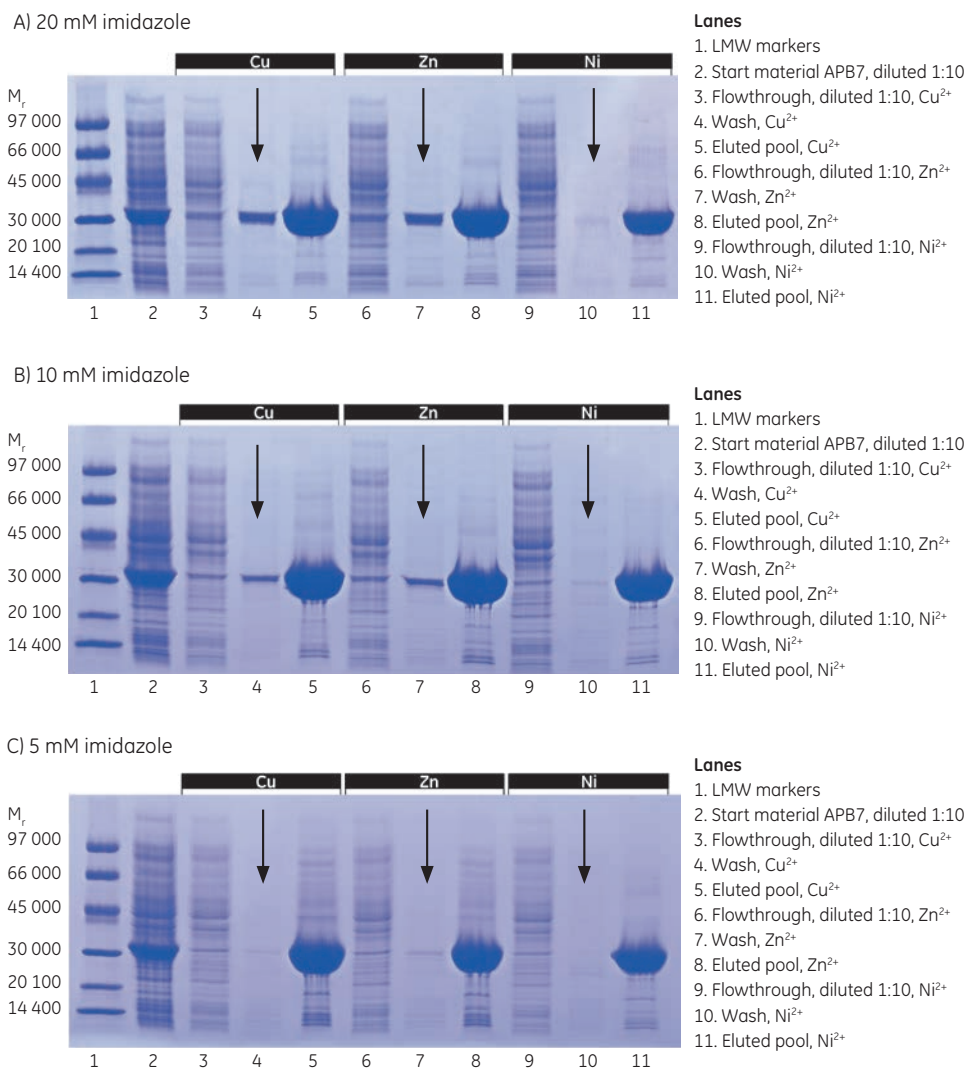 A) 20 mM imidazole
Cu Zn Ni
Mr
97 000
66 000
45 000
30 000
20 100
14 400
1 2 3 4 5 6 7 8 9 10 11
Lanes
1. LMW markers
2. Start material APB7, diluted 1:10
3. Flowthrough, diluted 1:10, Cu²⁺
4. Wash, Cu²⁺
5. Eluted pool, Cu²⁺
6. Flowthrough, diluted 1:10, Zn²⁺
7. Wash, Zn²⁺
8. Eluted pool, Zn²⁺
9. Flowthrough, diluted 1:10, Ni²⁺
10. Wash, Ni²⁺
11. Eluted pool, Ni²⁺
B) 10 mM imidazole
Cu Zn Ni
Mr
97 000
66 000
45 000
30 000
20 100
14 400
1 2 3 4 5 6 7 8 9 10 11
Lanes
1. LMW markers
2. Start material APB7, diluted 1:10
3. Flowthrough, diluted 1:10, Cu²⁺
4. Wash, Cu²⁺
5. Eluted pool, Cu²⁺
6. Flowthrough, diluted 1:10, Zn²⁺
7. Wash, Zn²⁺
8. Eluted pool, Zn²⁺
9. Flowthrough, diluted 1:10, Ni²⁺
10. Wash, Ni²⁺
11. Eluted pool, Ni²⁺
C) 5 mM imidazole
Cu Zn Ni
Mr
97 000
66 000
45 000
30 000
20 100
14 400
1 2 3 4 5 6 7 8 9 10 11
Lanes
1. LMW markers
2. Start material APB7, diluted 1:10
3. Flowthrough, diluted 1:10, Cu²⁺
4. Wash, Cu²⁺
5. Eluted pool, Cu²⁺
6. Flowthrough, diluted 1:10, Zn²⁺
7. Wash, Zn²⁺
8. Eluted pool, Zn²⁺
9. Flowthrough, diluted 1:10, Ni²⁺
10. Wash, Ni²⁺
11. Eluted pool, Ni²⁺